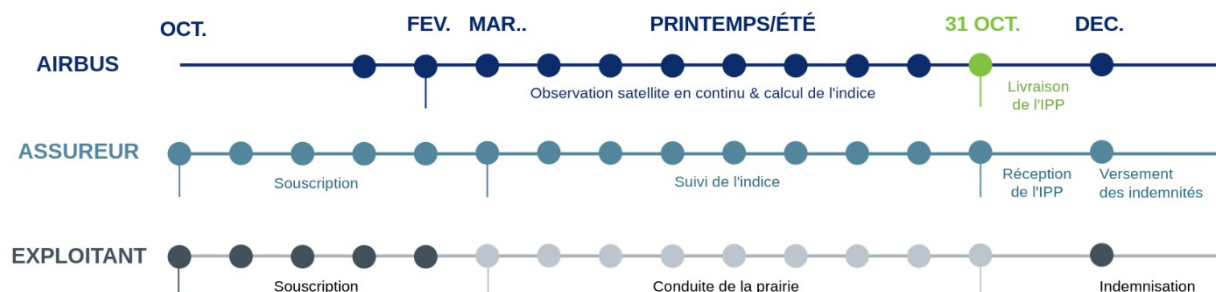 OCT.
FEV.
MAR..
PRINTEMPS/ÉTÉ
31 OCT.
DEC.
AIRBUS
Observation satellite en continu & calcul de l'indice
Livraison
de l'IPP
ASSUREUR
Souscription
Suivi de l'indice
Réception
de l'IPP
Versement
des indemnités
EXPLOITANT
Souscription
Conduite de la prairie
Indemnisation